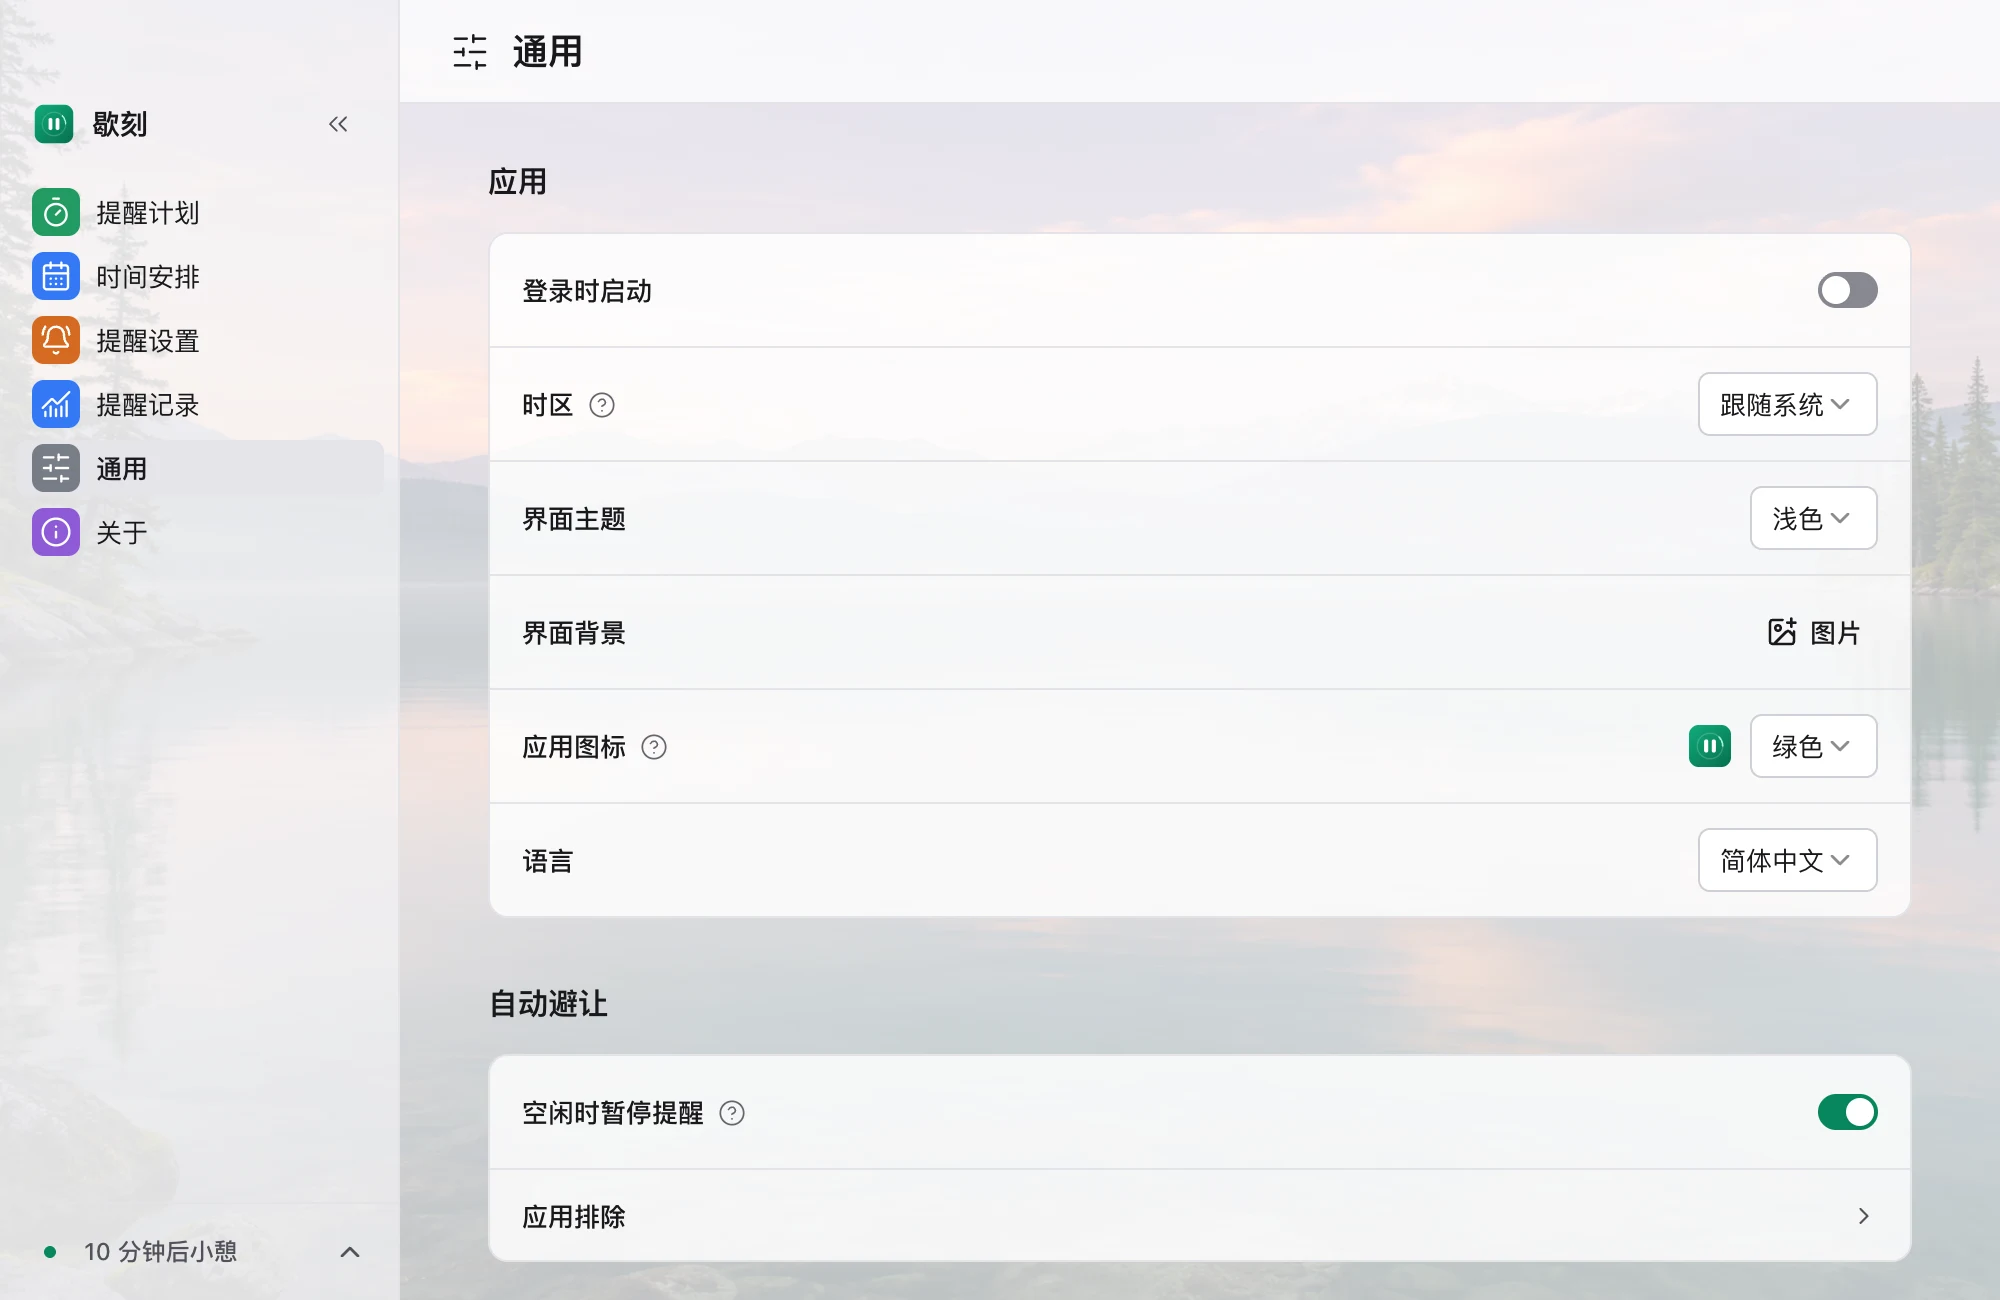 歇刻
提醒计划
时间安排
提醒设置
提醒记录
通用
关于
10 分钟后小憩
通用
应用
登录时启动
时区
跟随系统
界面主题
浅色
界面背景
图片
应用图标
绿色
语言
简体中文
自动避让
空闲时暂停提醒
应用排除